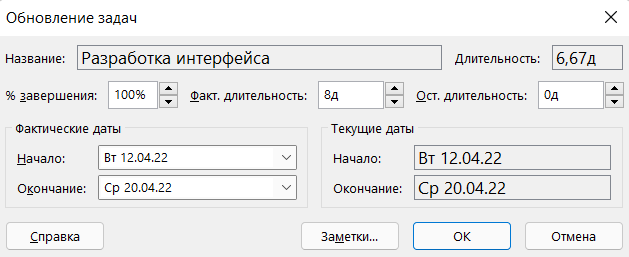 Обновление задач
Название: Разработка интерфейса Длительность: 6,67д
% завершения: 100% Факт. длительность: 8д Ост. длительность: 0д
Фактические даты Текущие даты
Начало: Вт 12.04.22 Начало: Вт 12.04.22
Окончание: Ср 20.04.22 Окончание: Ср 20.04.22
Справка Заметки... ОК Отмена